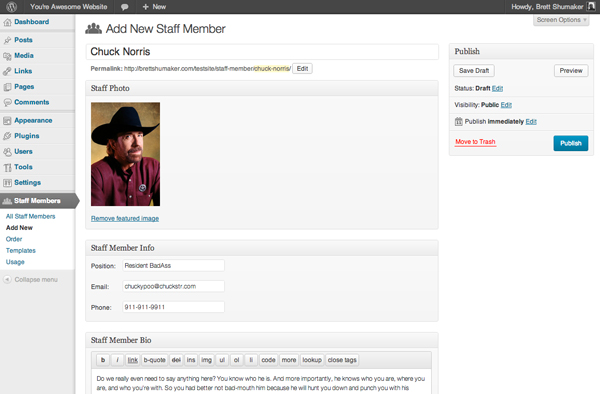 You're Awesome Website + New Howdy, Brett Shumaker
Screen Options
Dashboard
Posts
Media
Links
Pages
Comments
Appearance
Plugins
Users
Tools
Settings
Staff Members
All Staff Members
Add New
Order
Templates
Usage
Collapse menu
Add New Staff Member
Chuck Norris
Permalink: http://brettshumaker.com/testsite/staff-member/chuck-norris/ Edit
Staff Photo
Remove featured image
Staff Member Info
Position: Resident BadAss
Email: chuckypoo@chuckstr.com
Phone: 911-911-9911
Staff Member Bio
b i link b-quote del ins img ul ol li code more lookup close tags
Do we really even need to say anything here? You know who he is. And more importantly, he knows who you are, where you
are, and who you're with. So you had better not bad-mouth him because he will hunt you down and punch you with his
Publish
Save Draft Preview
Status: Draft Edit
Visibility: Public Edit
Publish immediately Edit
Move to Trash Publish